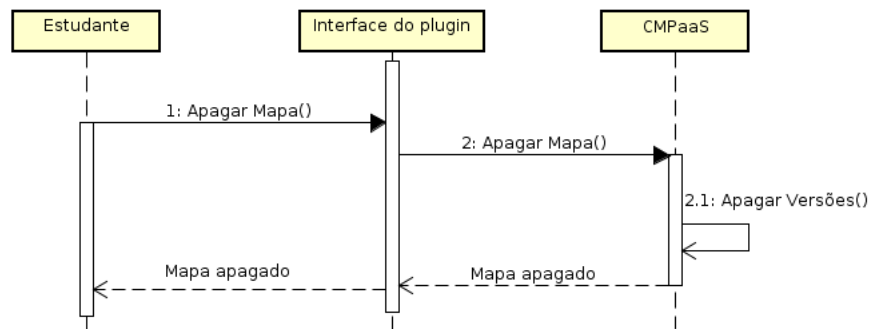 Estudante
Interface do plugin
CMPaaS
1: Apagar Mapa()
2: Apagar Mapa()
2.1: Apagar Versões()
Mapa apagado
Mapa apagado